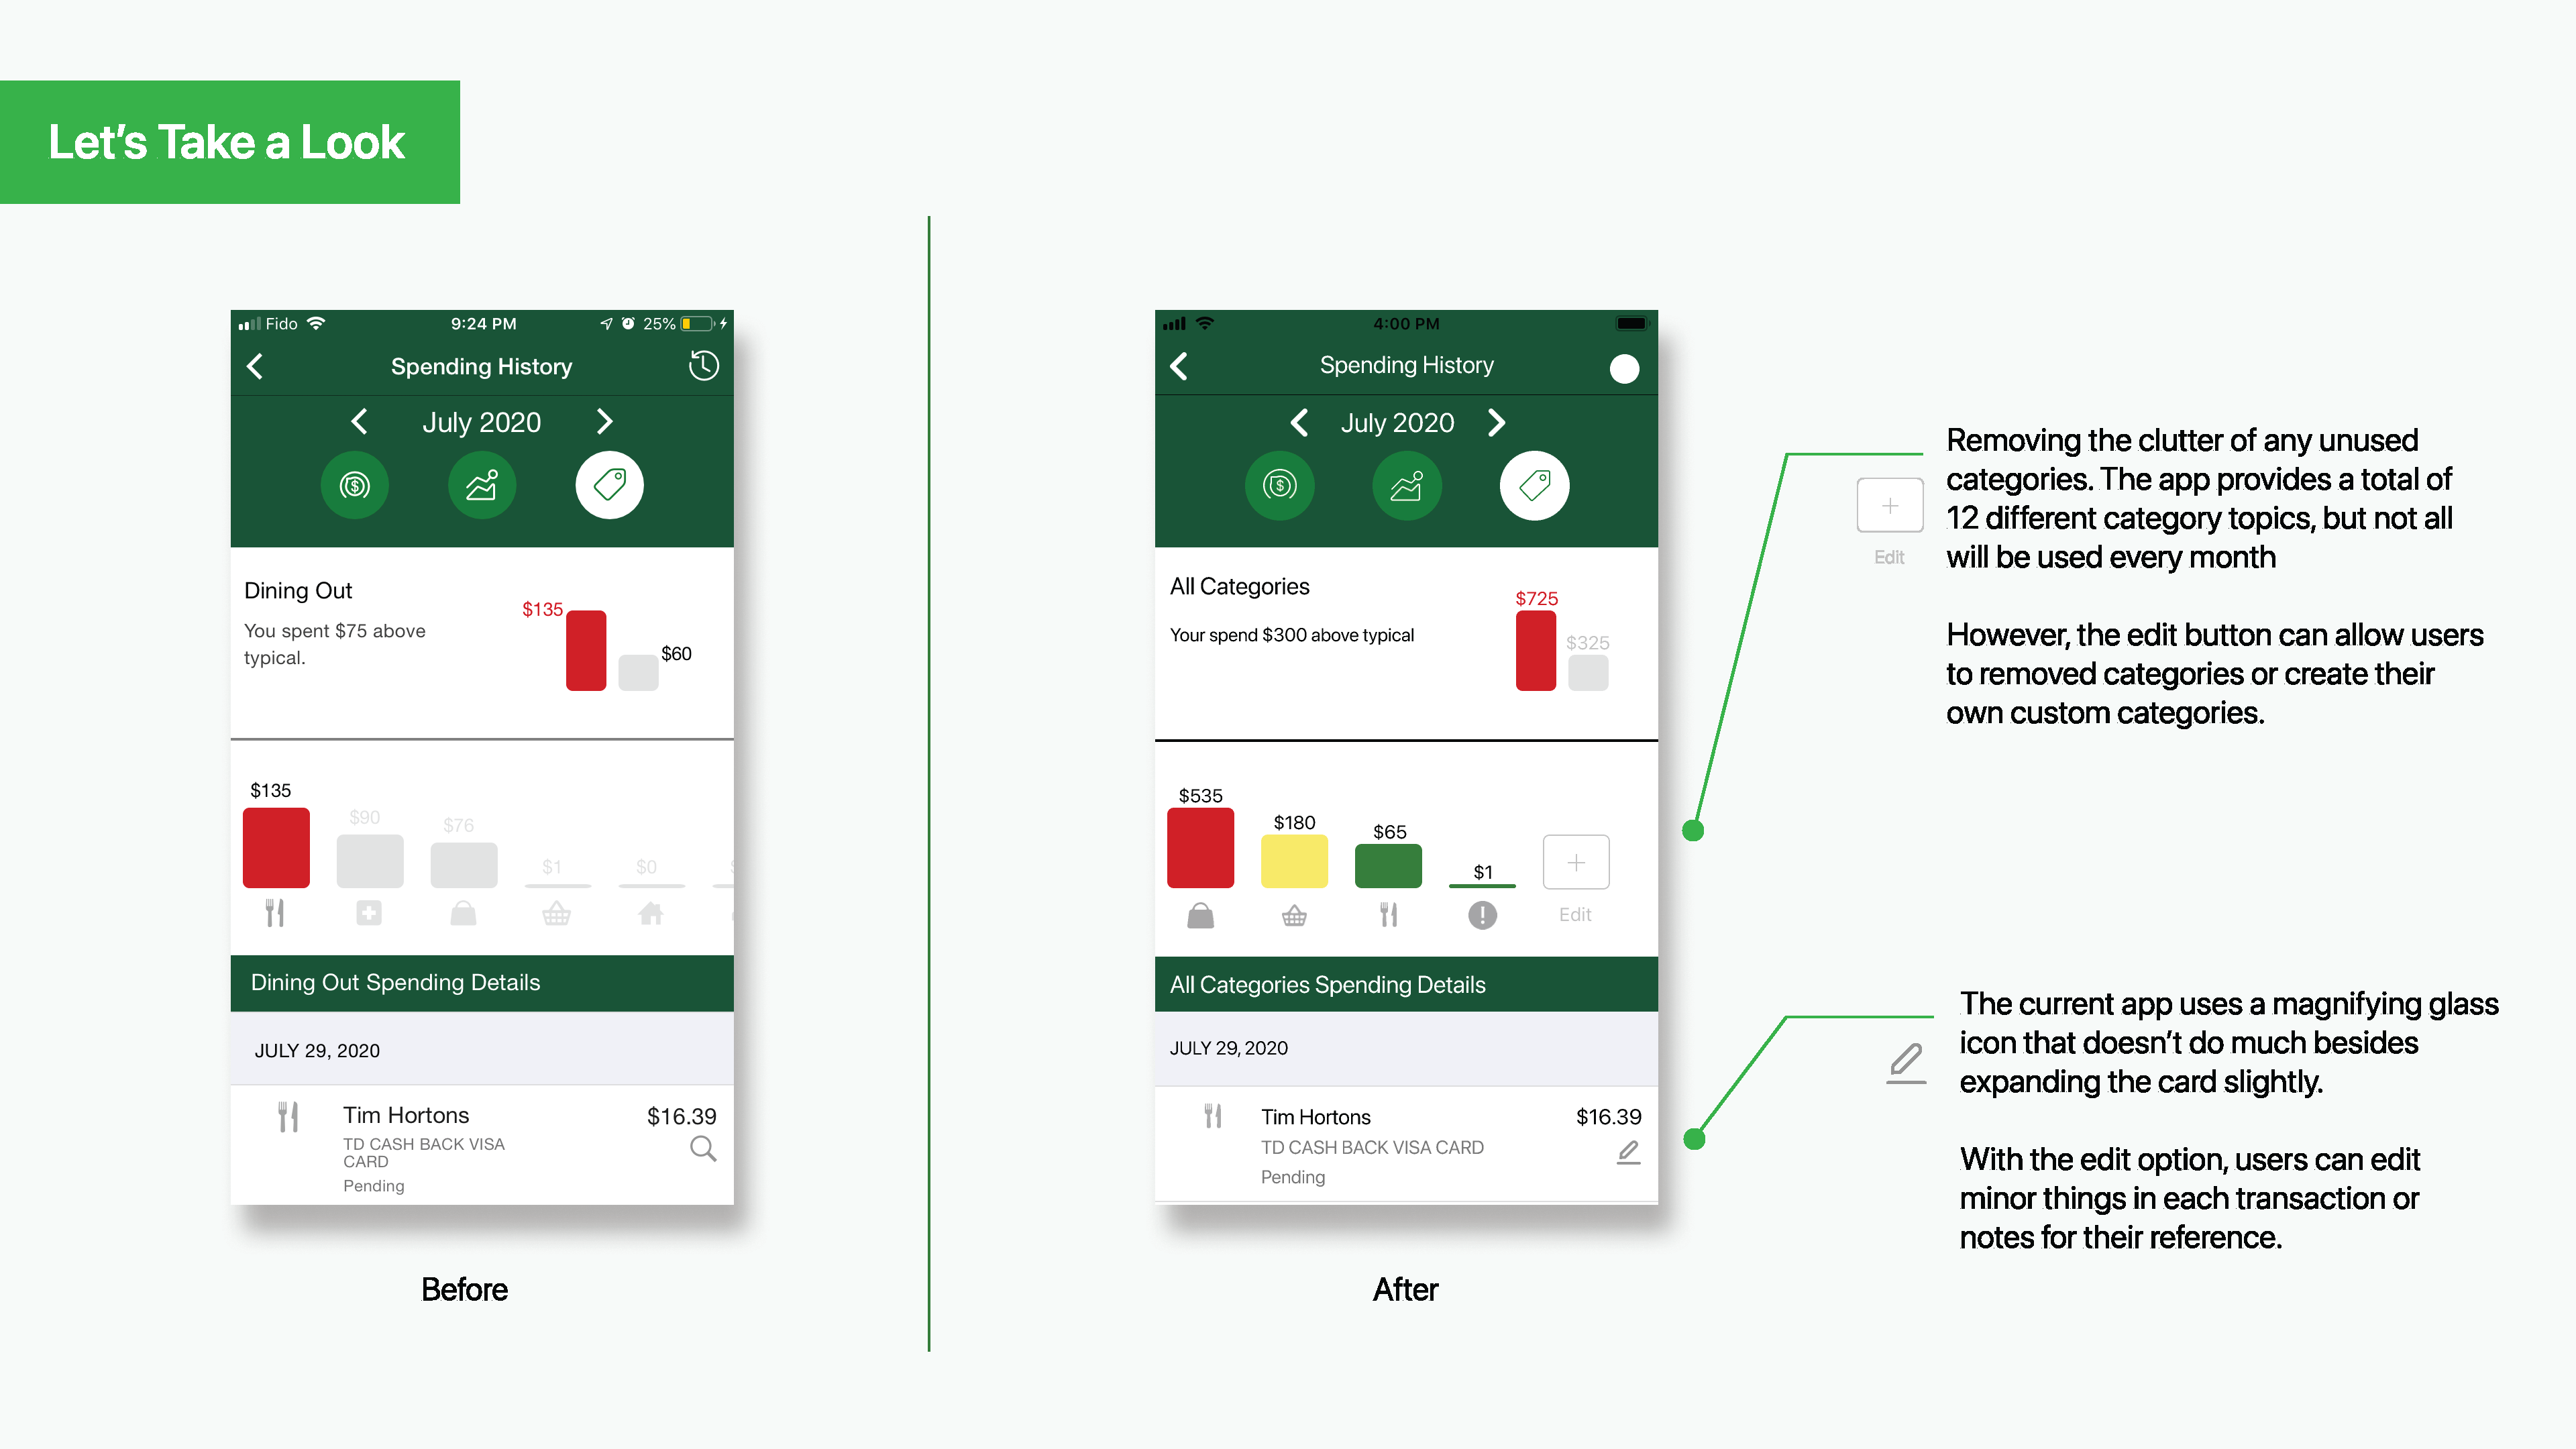 Let's Take a Look
Fido
9:24 PM
25%
Spending History
July 2020
Dining Out
You spent $75 above
typical.
$135
$60
$135
$90
$76
$1
$0
Dining Out Spending Details
JULY 29, 2020
Tim Hortons
$16.39
TD CASH BACK VISA
CARD
Pending
Before
4:00 PM
Spending History
July 2020
All Categories
Your spend $300 above typical
$725
$325
$535
$180
$65
$1
Edit
All Categories Spending Details
JULY 29, 2020
Tim Hortons
$16.39
TD CASH BACK VISA CARD
Pending
After
Edit
Removing the clutter of any unused
categories. The app provides a total of
12 different category topics, but not all
will be used every month
However, the edit button can allow users
to removed categories or create their
own custom categories.
The current app uses a magnifying glass
icon that doesn't do much besides
expanding the card slightly.
With the edit option, users can edit
minor things in each transaction or
notes for their reference.